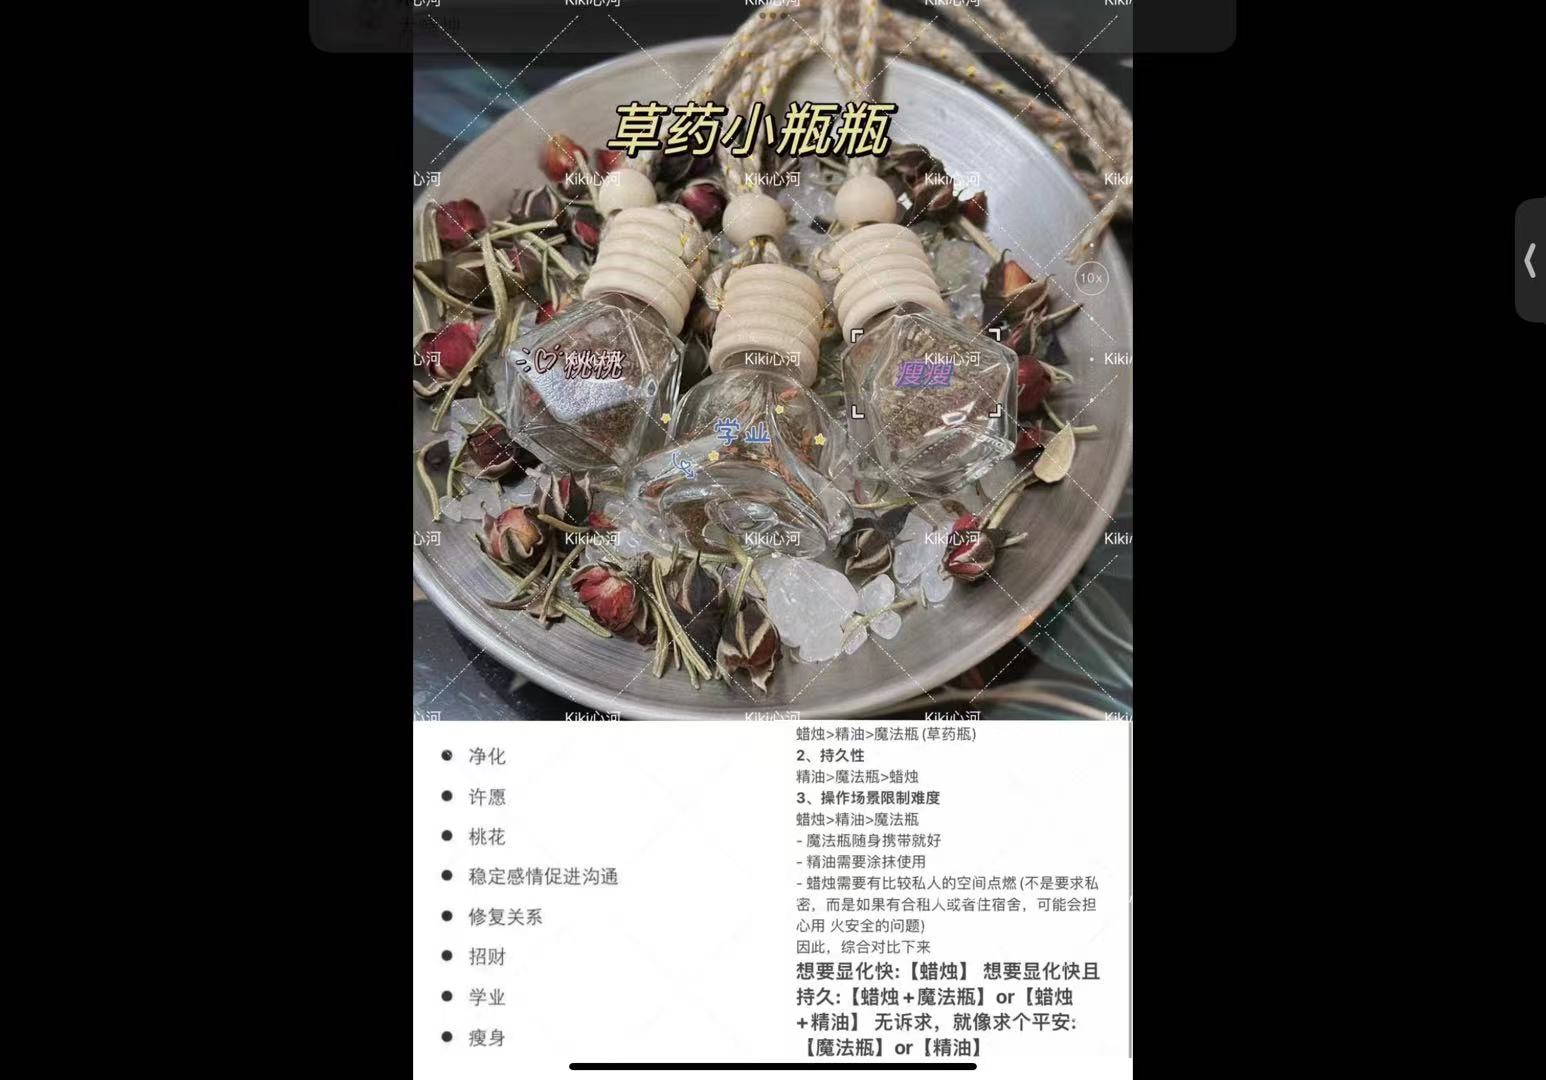 草药小瓶瓶
Kiki心河
桃桃
学业
瘦瘦
10x
净化
许愿
桃花
稳定感情促进沟通
修复关系
招财
学业
瘦身
蜡烛>精油>魔法瓶(草药瓶)
2、持久性
精油>魔法瓶>蜡烛
3、操作场景限制难度
蜡烛>精油>魔法瓶
- 魔法瓶随身携带就好
- 精油需要涂抹使用
- 蜡烛需要有比较私人的空间点燃(不是要求私
密，而是如果有合租人或者住宿舍，可能会担
心用 火安全的问题)
因此，综合对比下来
想要显化快:【蜡烛】 想要显化快且
持久:【蜡烛+魔法瓶】or【蜡烛
+精油】 无诉求，就像求个平安:
【魔法瓶】or【精油】